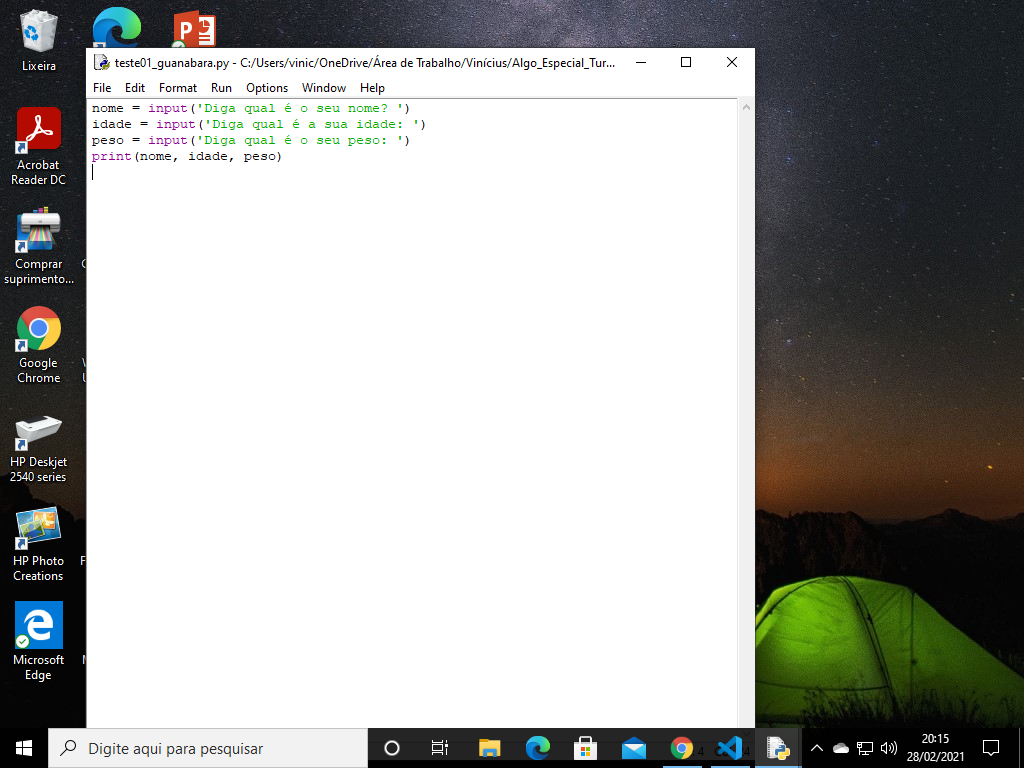 Lixeira
Acrobat
Reader DC
Comprar
suprimento...
Google
Chrome
HP Deskjet
2540 series
HP Photo
Creations
Microsoft
Edge
teste01_guanabara.py - C:/Users/vinic/OneDrive/Área de Trabalho/Vinícius/Algo_Especial_Tur...
File Edit Format Run Options Window Help
nome = input('Diga qual é o seu nome? ')
idade = input('Diga qual é a sua idade: ')
peso = input('Diga qual é o seu peso: ')
print(nome, idade, peso)
Digite aqui para pesquisar
20:15
28/02/2021